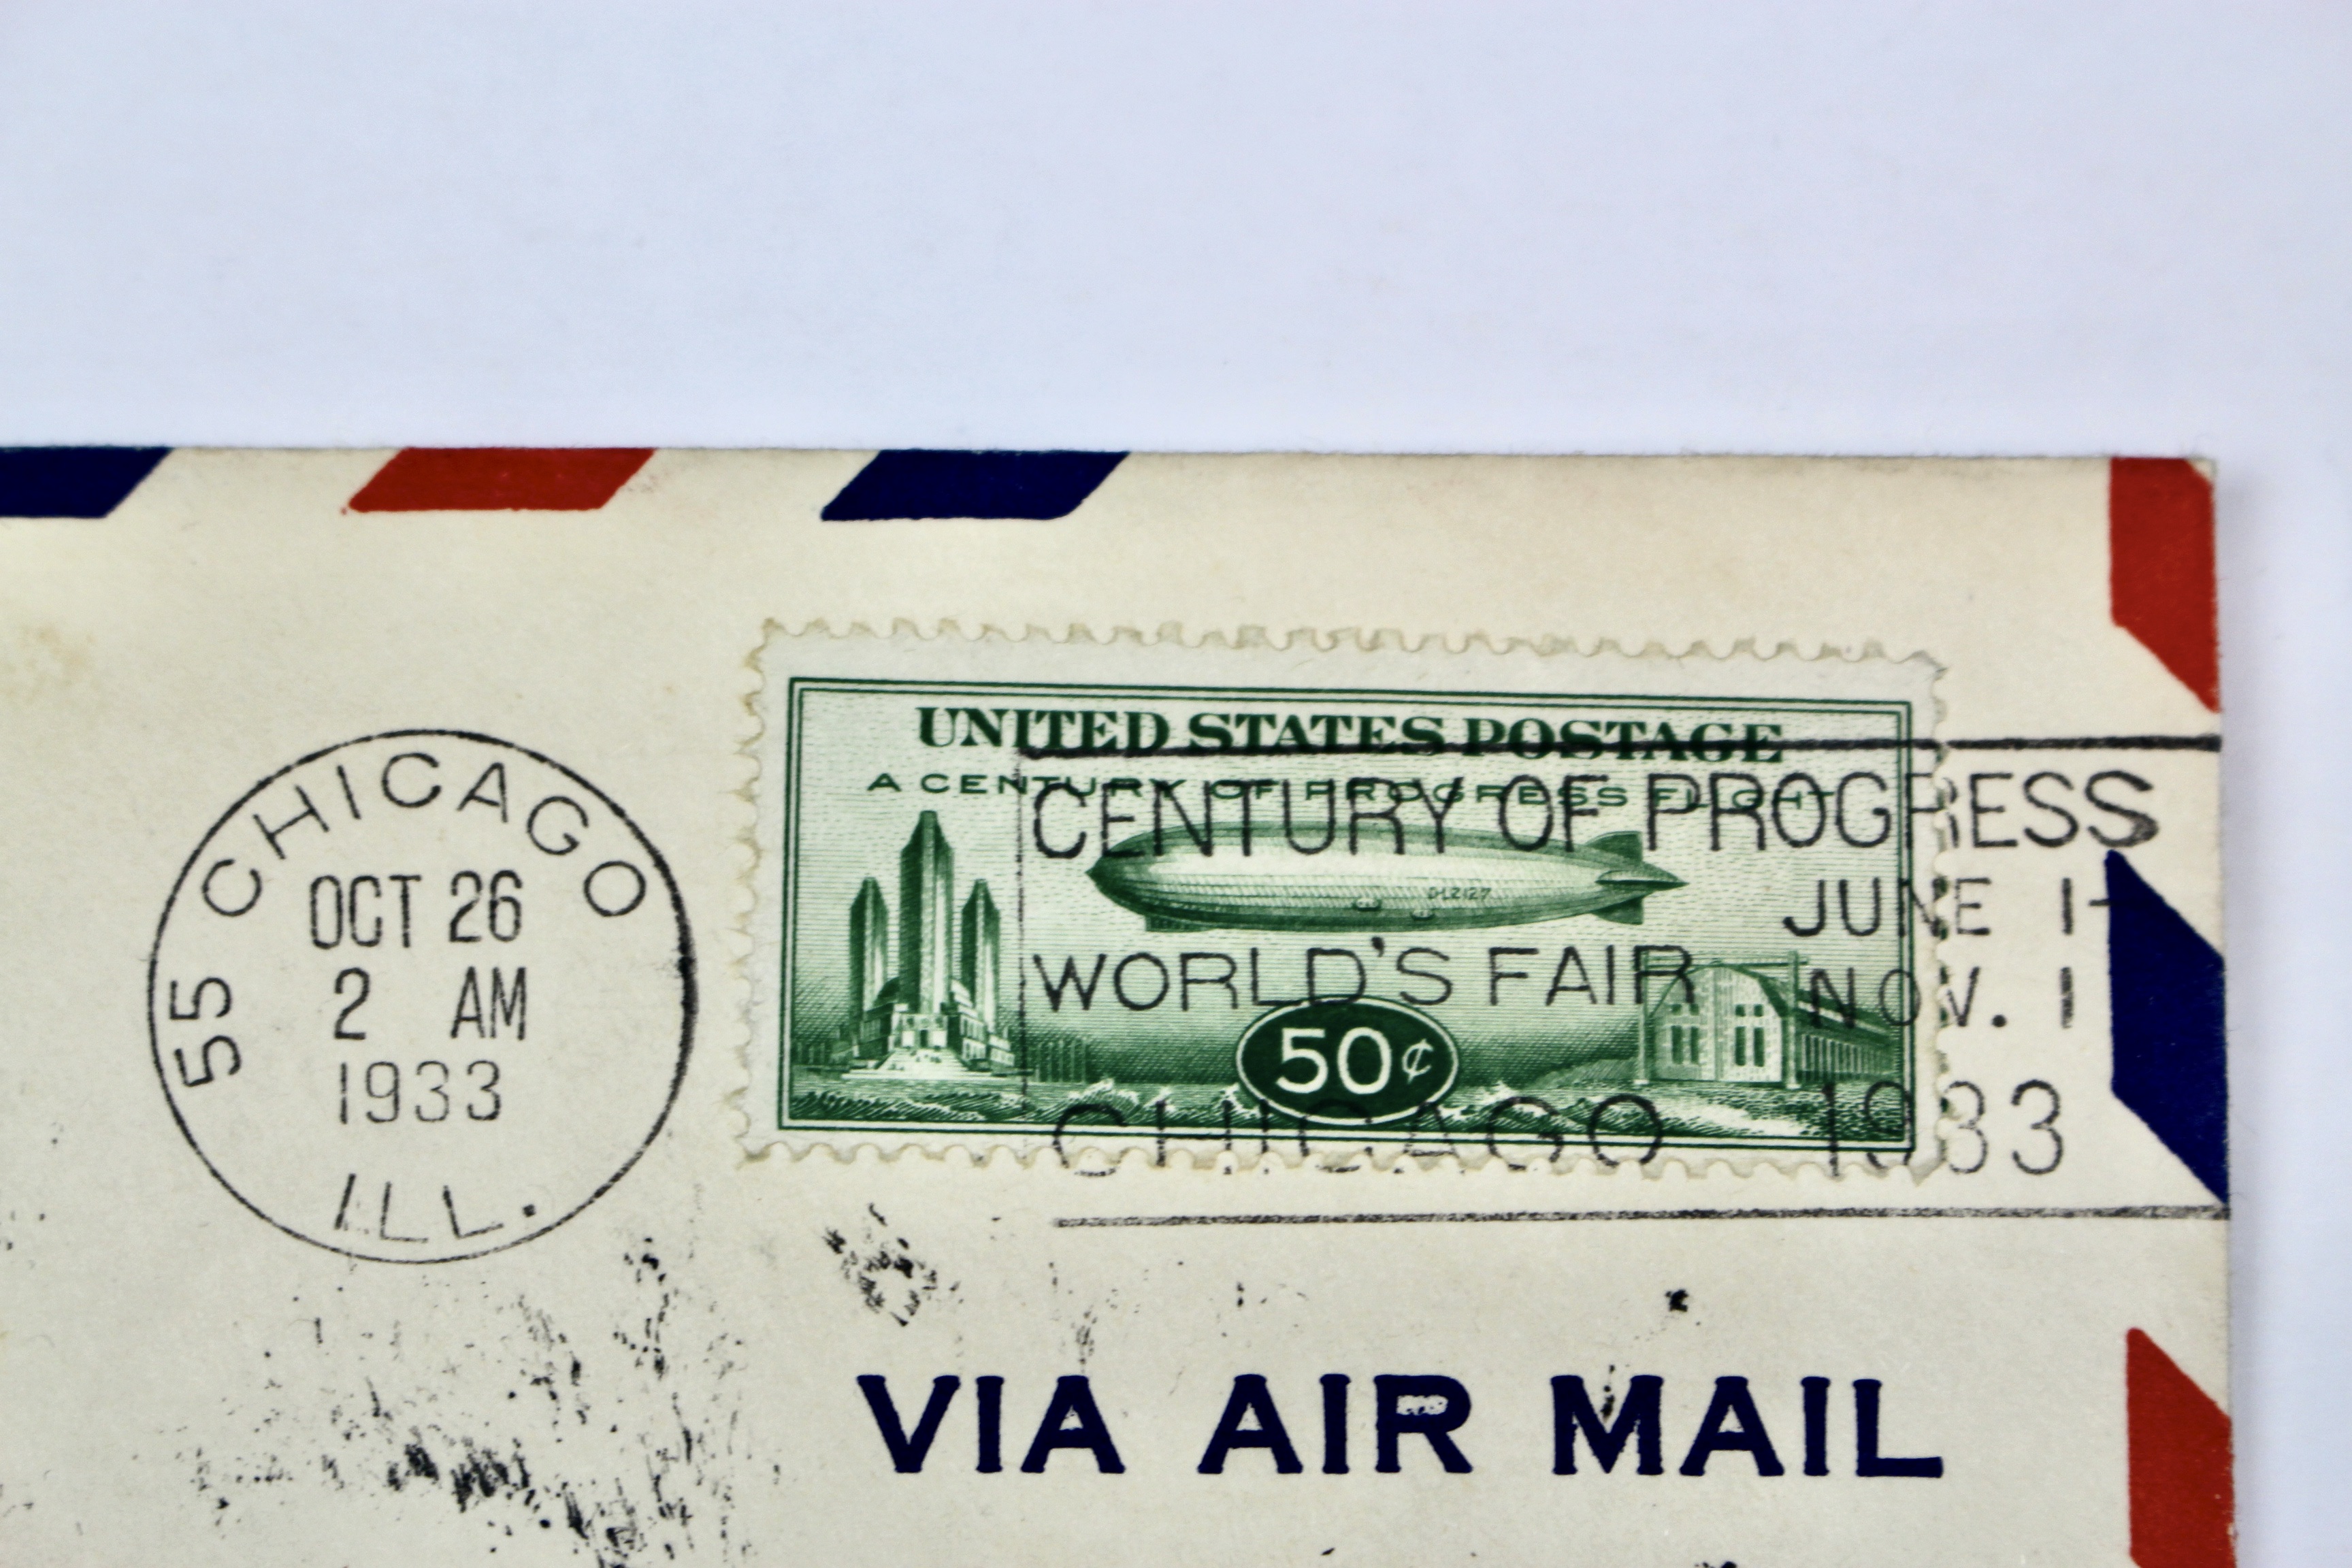 55 CHICAGO
OCT 26
2 AM
1933
ILL.
UNITED STATES POSTAGE
A CENTURY OF PROGRESS FLIGHT
50¢
CENTURY OF PROGRESS
JUNE 1-
WORLD'S FAIR
NOV. 1
CHICAGO 1933
VIA AIR MAIL